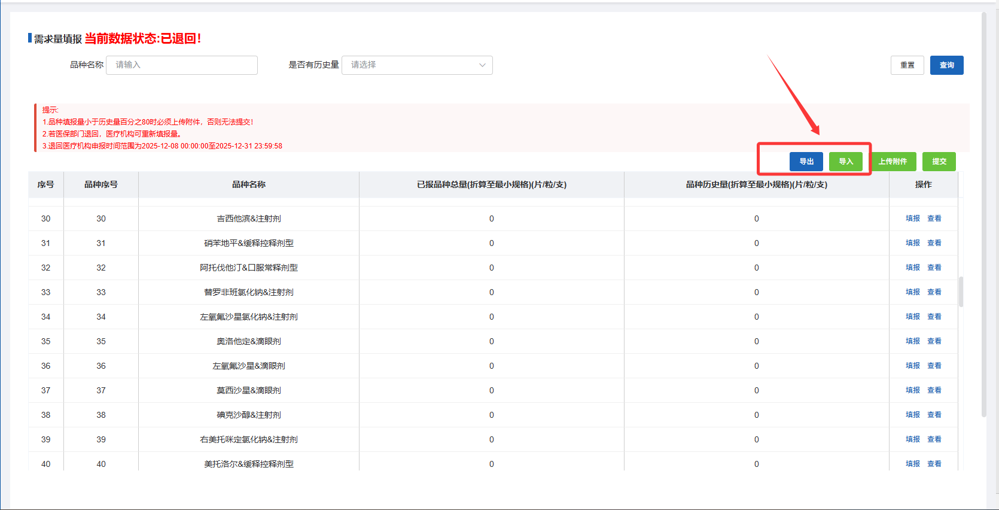 需求量填报 当前数据状态:已退回!
品种名称 请输入 是否有历史量 请选择 重置 查询
提示:
1.品种填报量小于历史量百分之80时必须上传附件，否则无法提交!
2.若医保部门退回，医疗机构可重新填报量。
3.退回医疗机构申报时间范围为2025-12-08 00:00:00至2025-12-31 23:59:58
导出 导入 上传附件 提交
序号 品种序号 品种名称 已报品种总量(折算至最小规格)(片/粒/支) 品种历史量(折算至最小规格)(片/粒/支) 操作
30 30 吉西他滨&注射剂 0 0 填报 查看
31 31 硝苯地平&缓释控释剂型 0 0 填报 查看
32 32 阿托伐他汀&口服常释剂型 0 0 填报 查看
33 33 替罗非班氯化钠&注射剂 0 0 填报 查看
34 34 左氧氟沙星氯化钠&注射剂 0 0 填报 查看
35 35 奥洛他定&滴眼剂 0 0 填报 查看
36 36 左氧氟沙星&滴眼剂 0 0 填报 查看
37 37 莫西沙星&滴眼剂 0 0 填报 查看
38 38 碘克沙醇&注射剂 0 0 填报 查看
39 39 右美托咪定氯化钠&注射剂 0 0 填报 查看
40 40 美托洛尔&缓释控释剂型 0 0 填报 查看